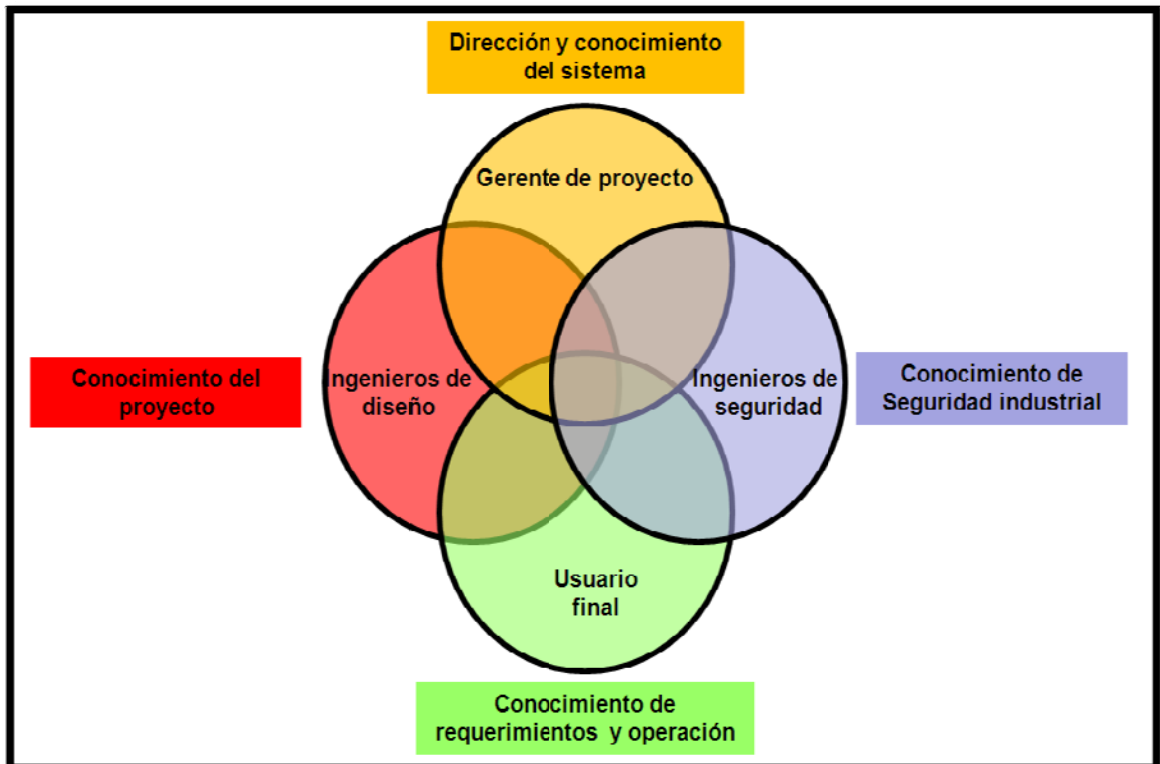 Dirección y conocimiento
del sistema
Gerente de proyecto
Conocimiento del
proyecto
Ingenieros de
diseño
Ingenieros de
seguridad
Conocimiento de
Seguridad industrial
Usuario
final
Conocimiento de
requerimientos y operación